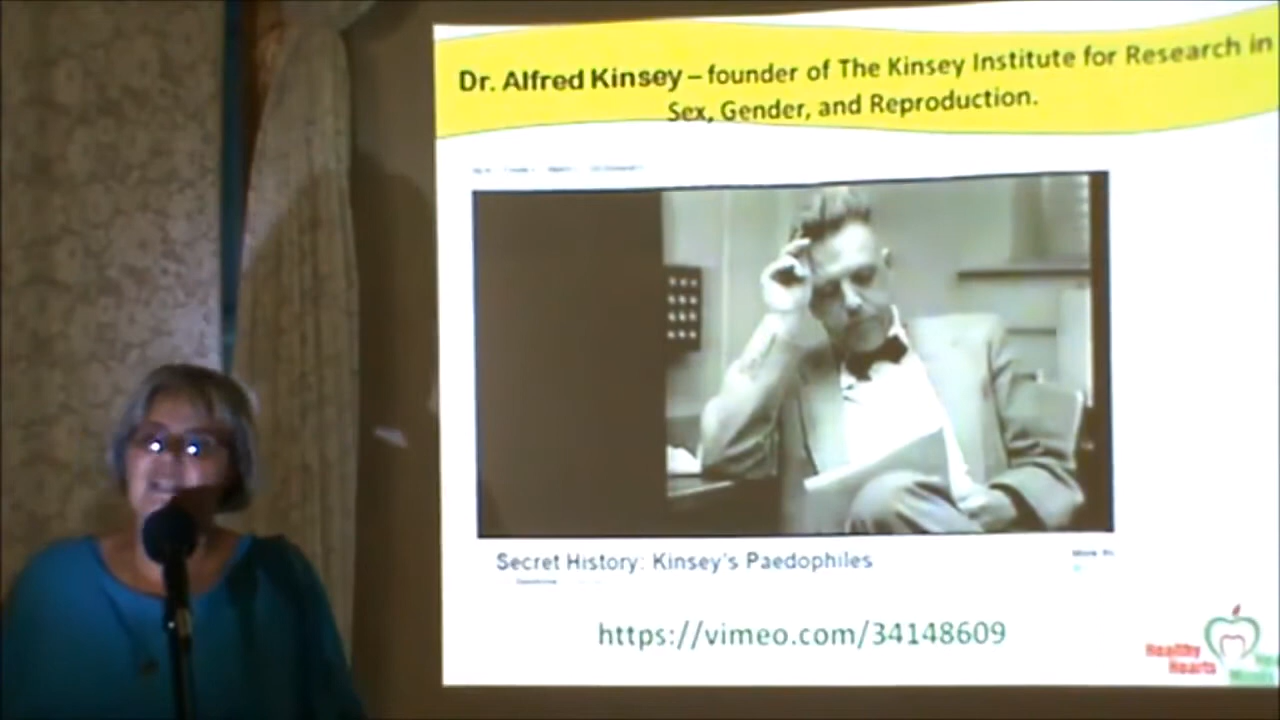 Dr. Alfred Kinsey – founder of The Kinsey Institute for Research in
Sex, Gender, and Reproduction.
Secret History: Kinsey's Paedophiles
https://vimeo.com/34148609
Healthy
Hearts